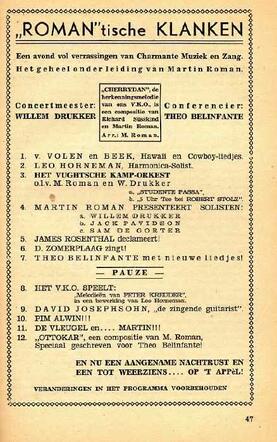 „ROMAN"tische KLANKEN
Een avond vol verrassingen van Charmante Muziek en Zang.
Het geheel onder leiding van Martin Roman.
Concertmeester:
WILLEM DRUKKER
„CHERRYDAN", de
herkenningsmelodie
van ons V.K.O., is
een compositie van
Richard Süsskind
en Martin Roman.
Arr.: M. Roman.
Conferencier:
THEO BELINFANTE
1. v. VOLEN en BEEK, Hawaii en Cowboy-liedjes.
2. LEO HORNEMAN, Harmonica-Solist.
3. HET VUGHTSCHE KAMP-ORKEST
o.l.v. M. Roman en W. Drukker
a. „STUDENTE PASSA",
b. „5 Uhr Tee bei ROBERT STOLZ".
4. MARTIN ROMAN PRESENTEERT SOLISTEN:
a. WILLEM DRUKKER
b. JACK DAVIDSON
c. SAM DE GORTER
5. JAMES ROSENTHAL declameert!
6. D. ZOMERPLAAG zingt!
7. THEO BELINFANTE met nieuwe liedjes!
PAUZE
8. HET V.K.O. SPEELT:
„Melodieën van PETER KREUDER",
in een bewerking van Leo Horneman.
9. DAVID JOSEPHSOHN, „de zingende guitarist".
10. PIM ALWIN!!!
11. DE VLEUGEL en .... MARTIN!!!
12. „OTTOKAR", een compositie van M. Roman,
Speciaal geschreven voor Theo Belinfante!
EN NU EEN AANGENAME NACHTRUST EN
EEN TOT WEERZIENS.... OP 'T APPÈL!
VERANDERINGEN IN HET PROGRAMMA VOORBEHOUDEN
47